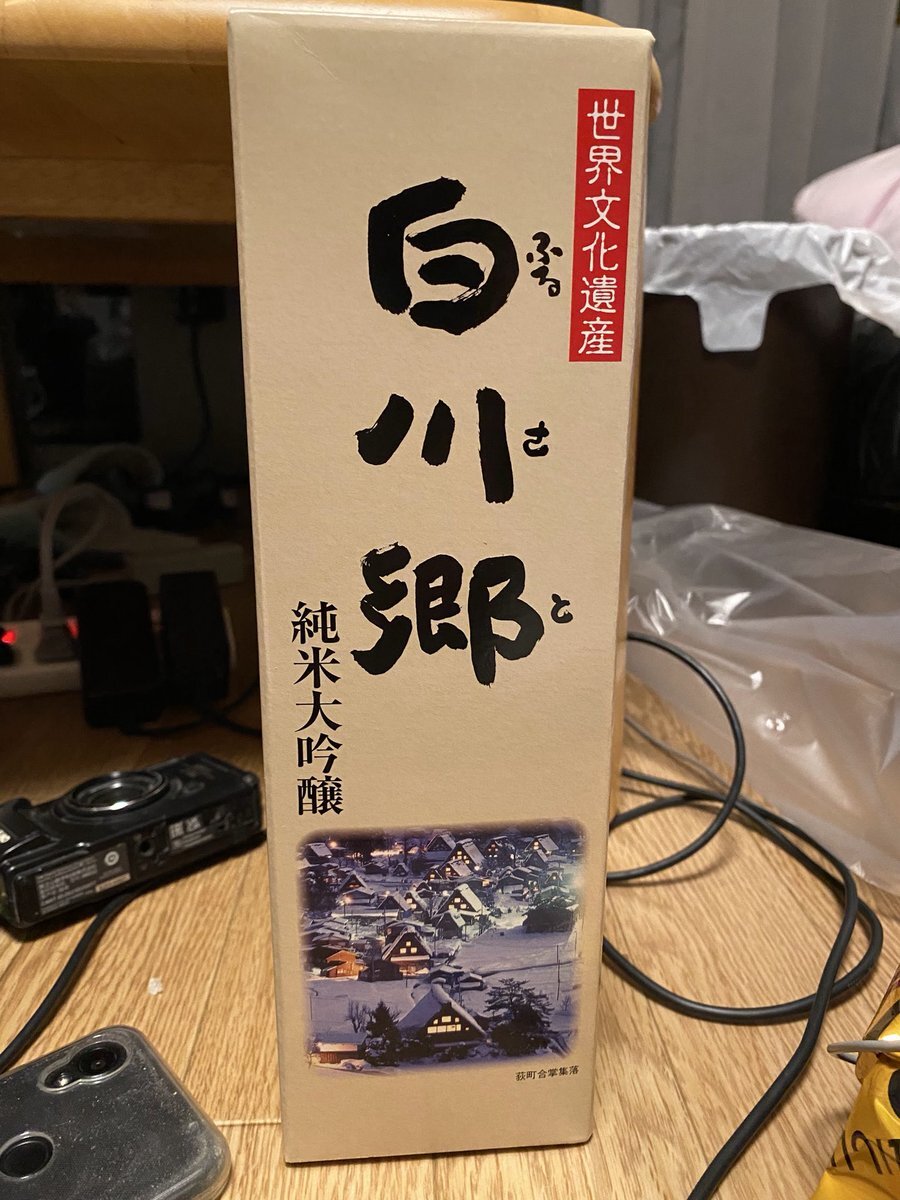 世界文化遺産
白川郷
ふるさと
純米大吟醸
荻町合掌集落